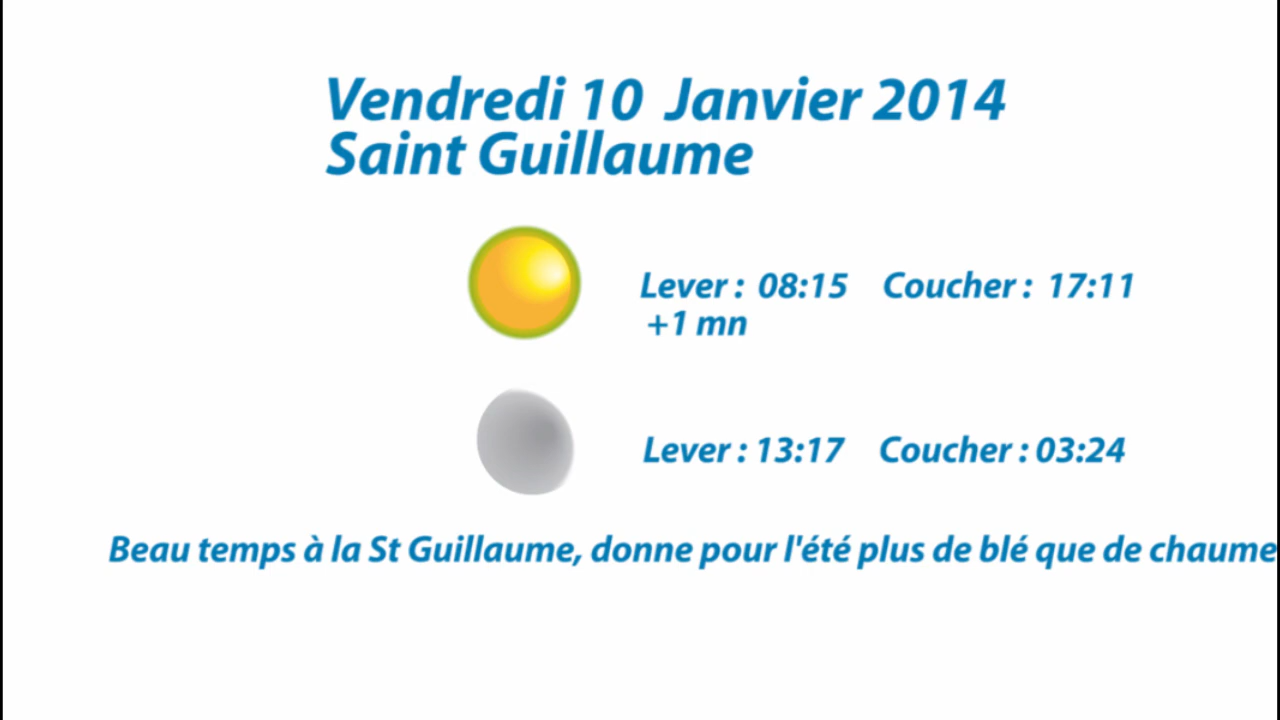 Vendredi 10 Janvier 2014
Saint Guillaume
Lever : 08:15 Coucher : 17:11
+1 mn
Lever : 13:17 Coucher : 03:24
Beau temps à la St Guillaume, donne pour l'été plus de blé que de chaume